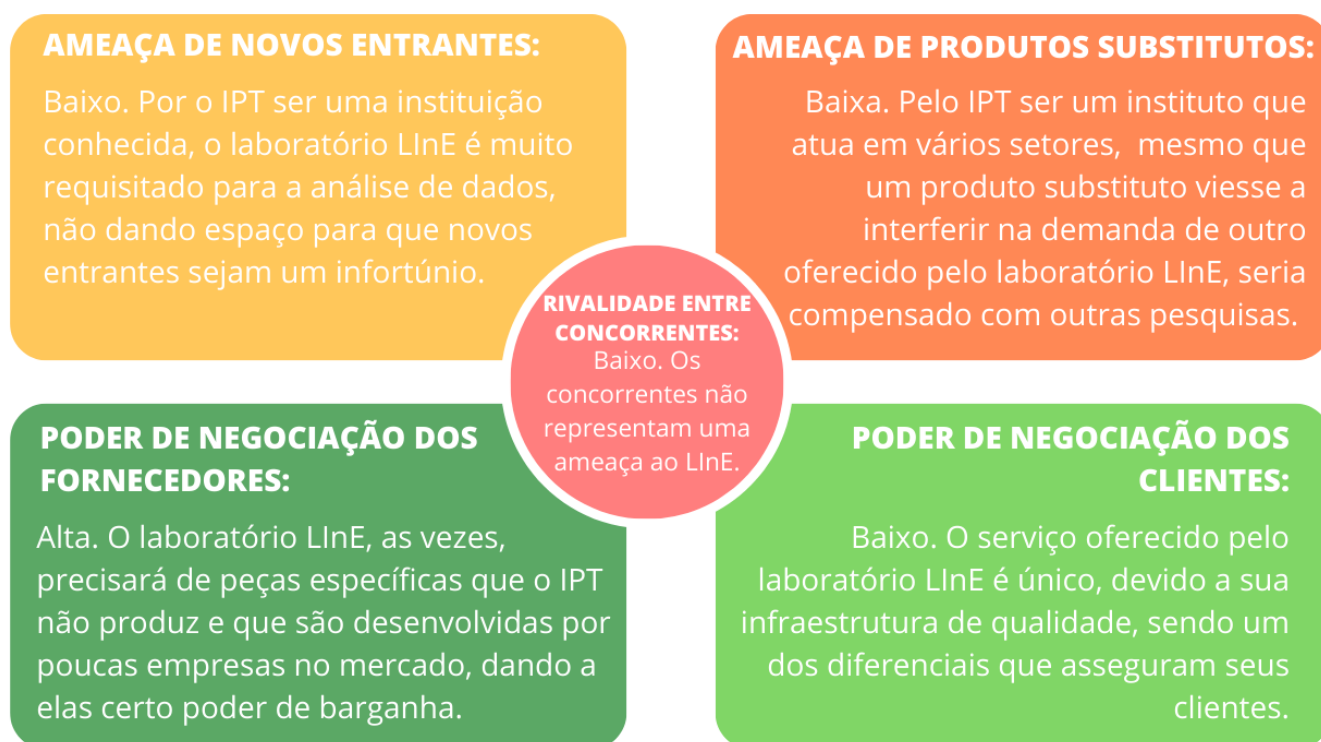 AMEAÇA DE NOVOS ENTRANTES:
Baixo. Por o IPT ser uma instituição
conhecida, o laboratório LInE é muito
requisitado para a análise de dados,
não dando espaço para que novos
entrantes sejam um infortúnio.
AMEAÇA DE PRODUTOS SUBSTITUTOS:
Baixa. Pelo IPT ser um instituto que
atua em vários setores,  mesmo que
um produto substituto viesse a
interferir na demanda de outro
oferecido pelo laboratório LInE, seria
compensado com outras pesquisas.
RIVALIDADE ENTRE
CONCORRENTES:
Baixo. Os
concorrentes não
representam uma
ameaça ao LInE.
PODER DE NEGOCIAÇÃO DOS
FORNECEDORES:
Alta. O laboratório LInE, as vezes,
precisará de peças específicas que o IPT
não produz e que são desenvolvidas por
poucas empresas no mercado, dando a
elas certo poder de barganha.
PODER DE NEGOCIAÇÃO DOS
CLIENTES:
Baixo. O serviço oferecido pelo
laboratório LInE é único, devido a sua
infraestrutura de qualidade, sendo um
dos diferenciais que asseguram seus
clientes.